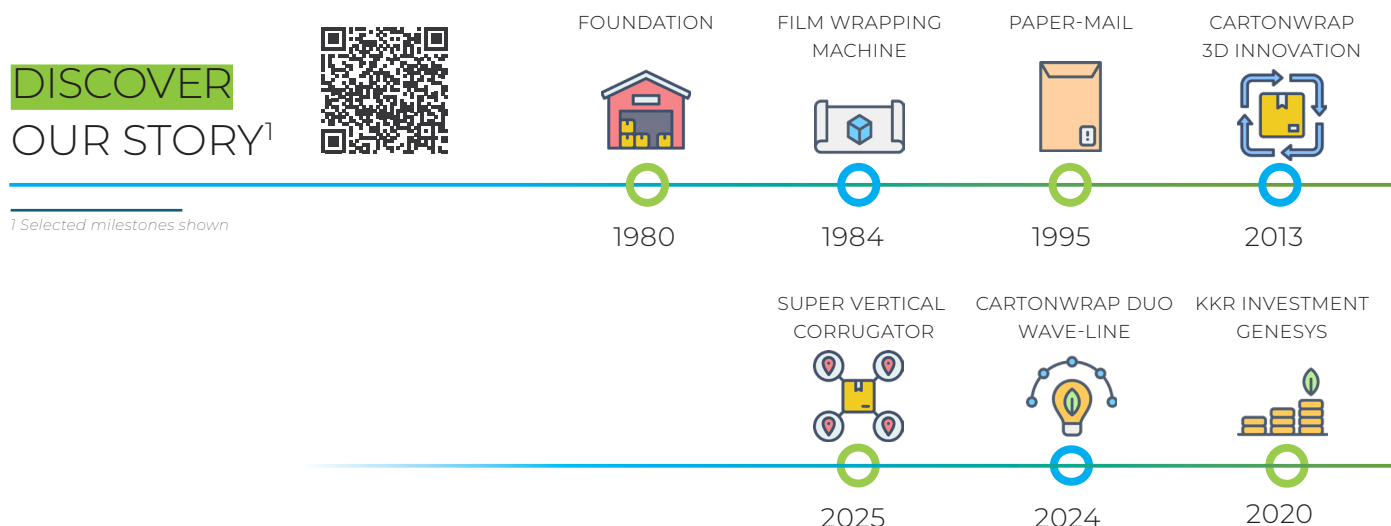 DISCOVER
OUR STORY1
1 Selected milestones shown
FOUNDATION
1980
FILM WRAPPING
MACHINE
1984
PAPER-MAIL
1995
CARTONWRAP
3D INNOVATION
2013
SUPER VERTICAL
CORRUGATOR
2025
CARTONWRAP DUO
WAVE-LINE
2024
KKR INVESTMENT
GENESYS
2020